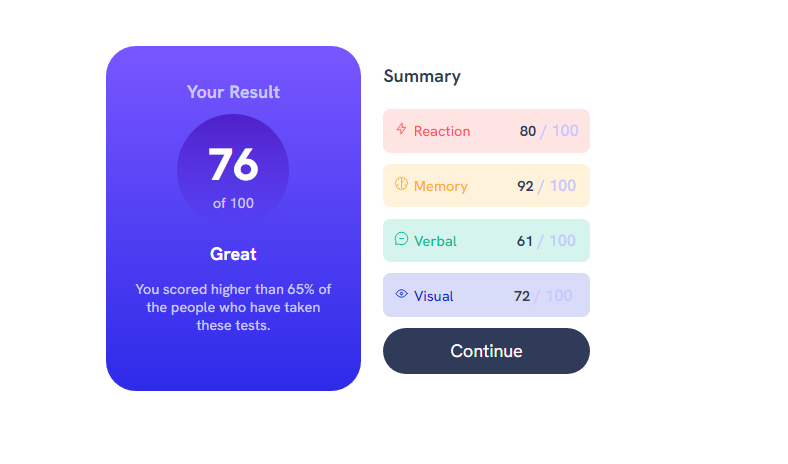 Your Result
76
of 100
Great
You scored higher than 65% of
the people who have taken
these tests.
Summary
Reaction 80 / 100
Memory 92 / 100
Verbal 61 / 100
Visual 72 / 100
Continue